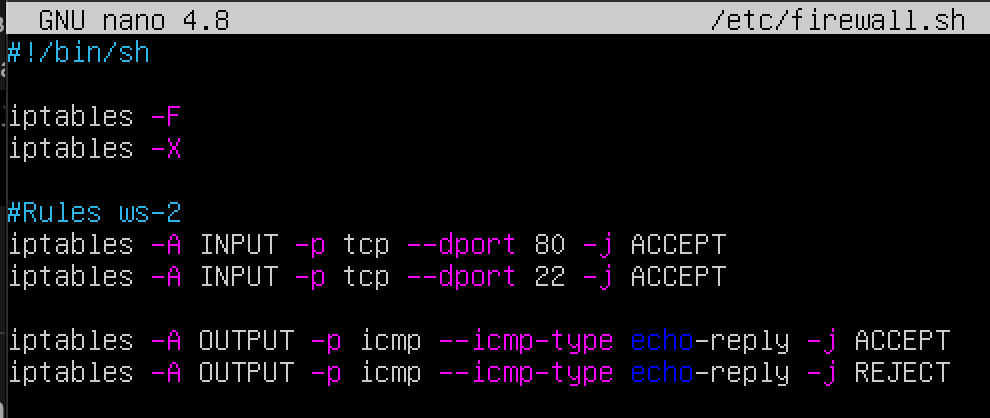 GNU nano 4.8 /etc/firewall.sh
#!/bin/sh
iptables -F
iptables -X
#Rules ws-2
iptables -A INPUT -p tcp --dport 80 -j ACCEPT
iptables -A INPUT -p tcp --dport 22 -j ACCEPT
iptables -A OUTPUT -p icmp --icmp-type echo-reply -j ACCEPT
iptables -A OUTPUT -p icmp --icmp-type echo-reply -j REJECT